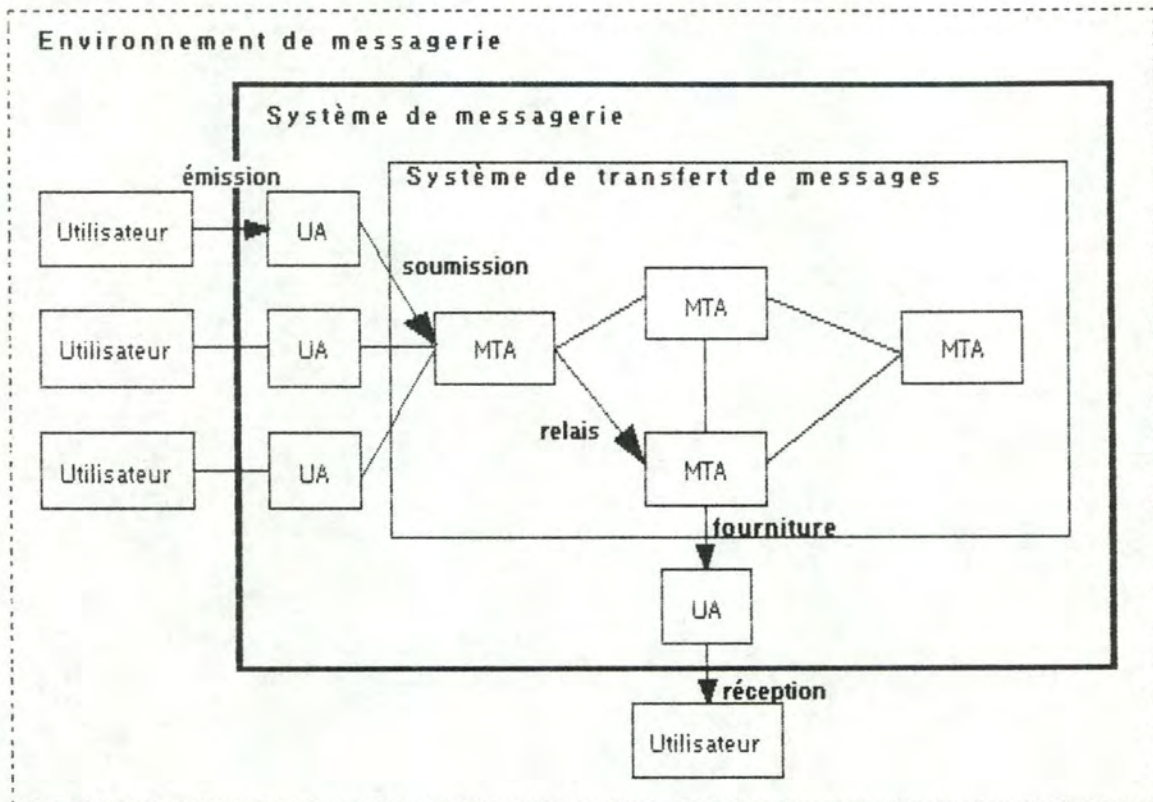 Environnement de messagerie
Système de messagerie
émission
Système de transfert de messages
Utilisateur
UA
soumission
MTA
Utilisateur
UA
MTA
MTA
relais
Utilisateur
UA
MTA
fourniture
UA
réception
Utilisateur